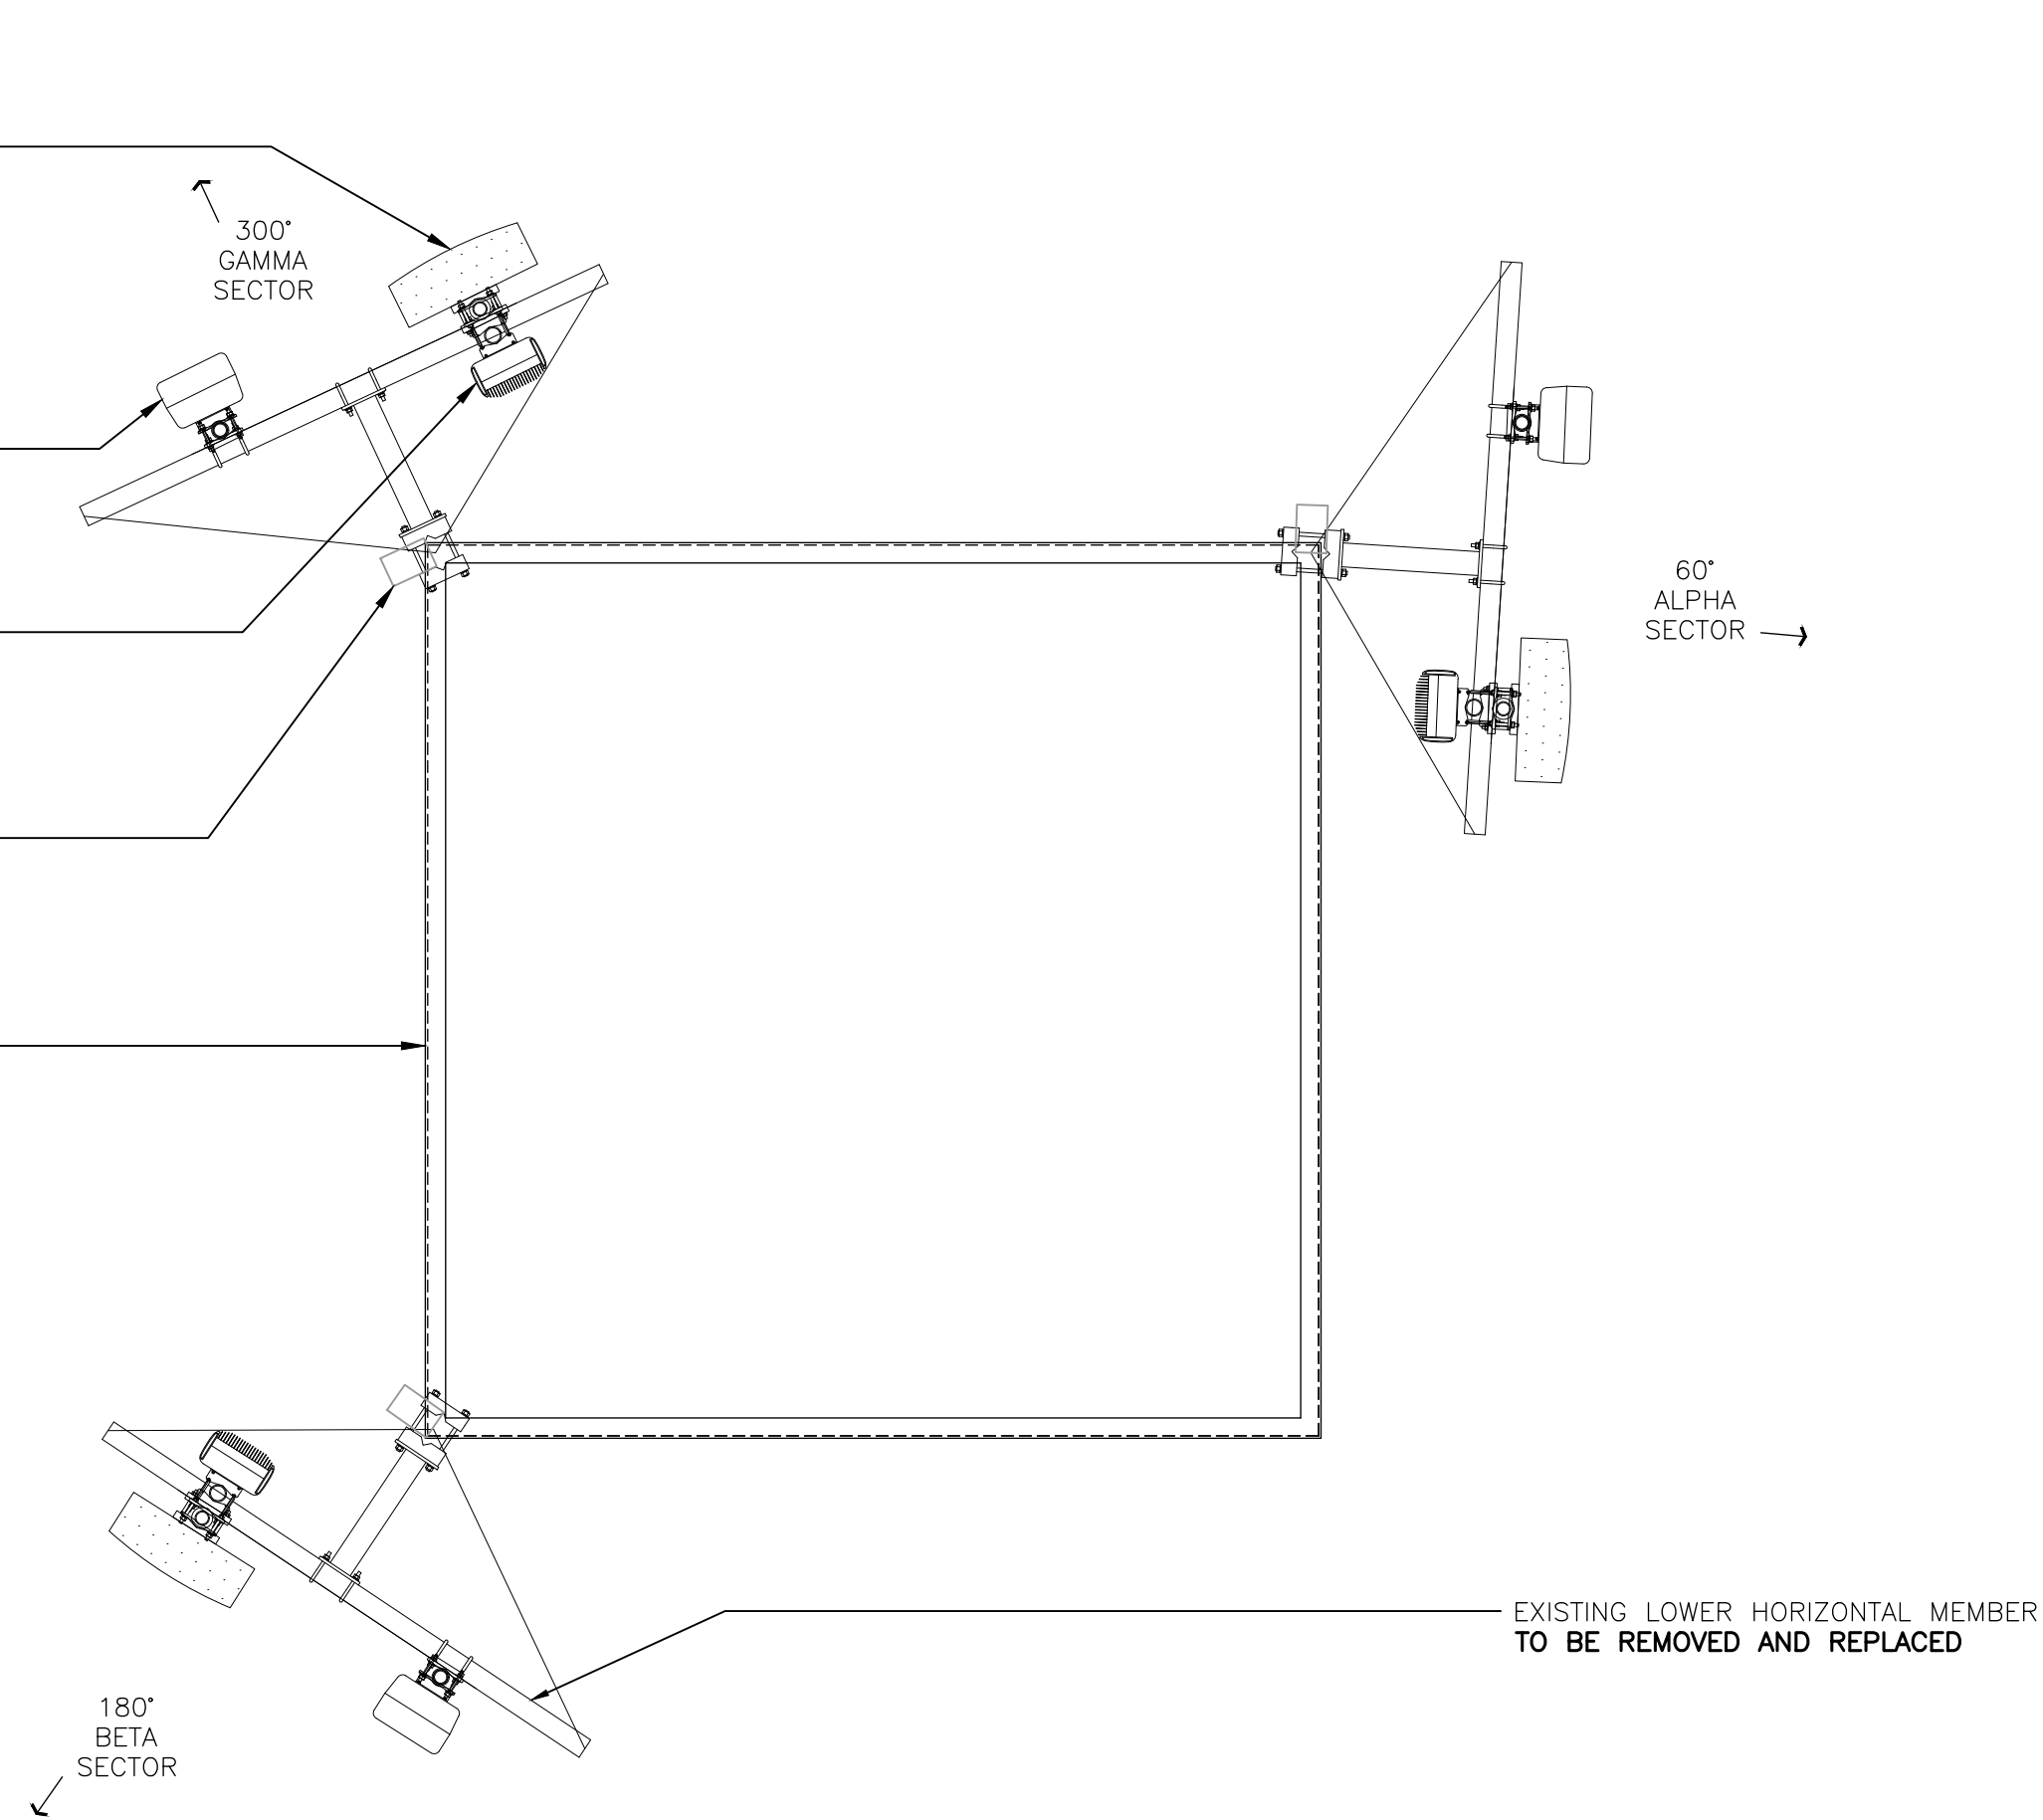 300°
GAMMA
SECTOR
60°
ALPHA
SECTOR
EXISTING LOWER HORIZONTAL MEMBER
TO BE REMOVED AND REPLACED
180°
BETA
SECTOR